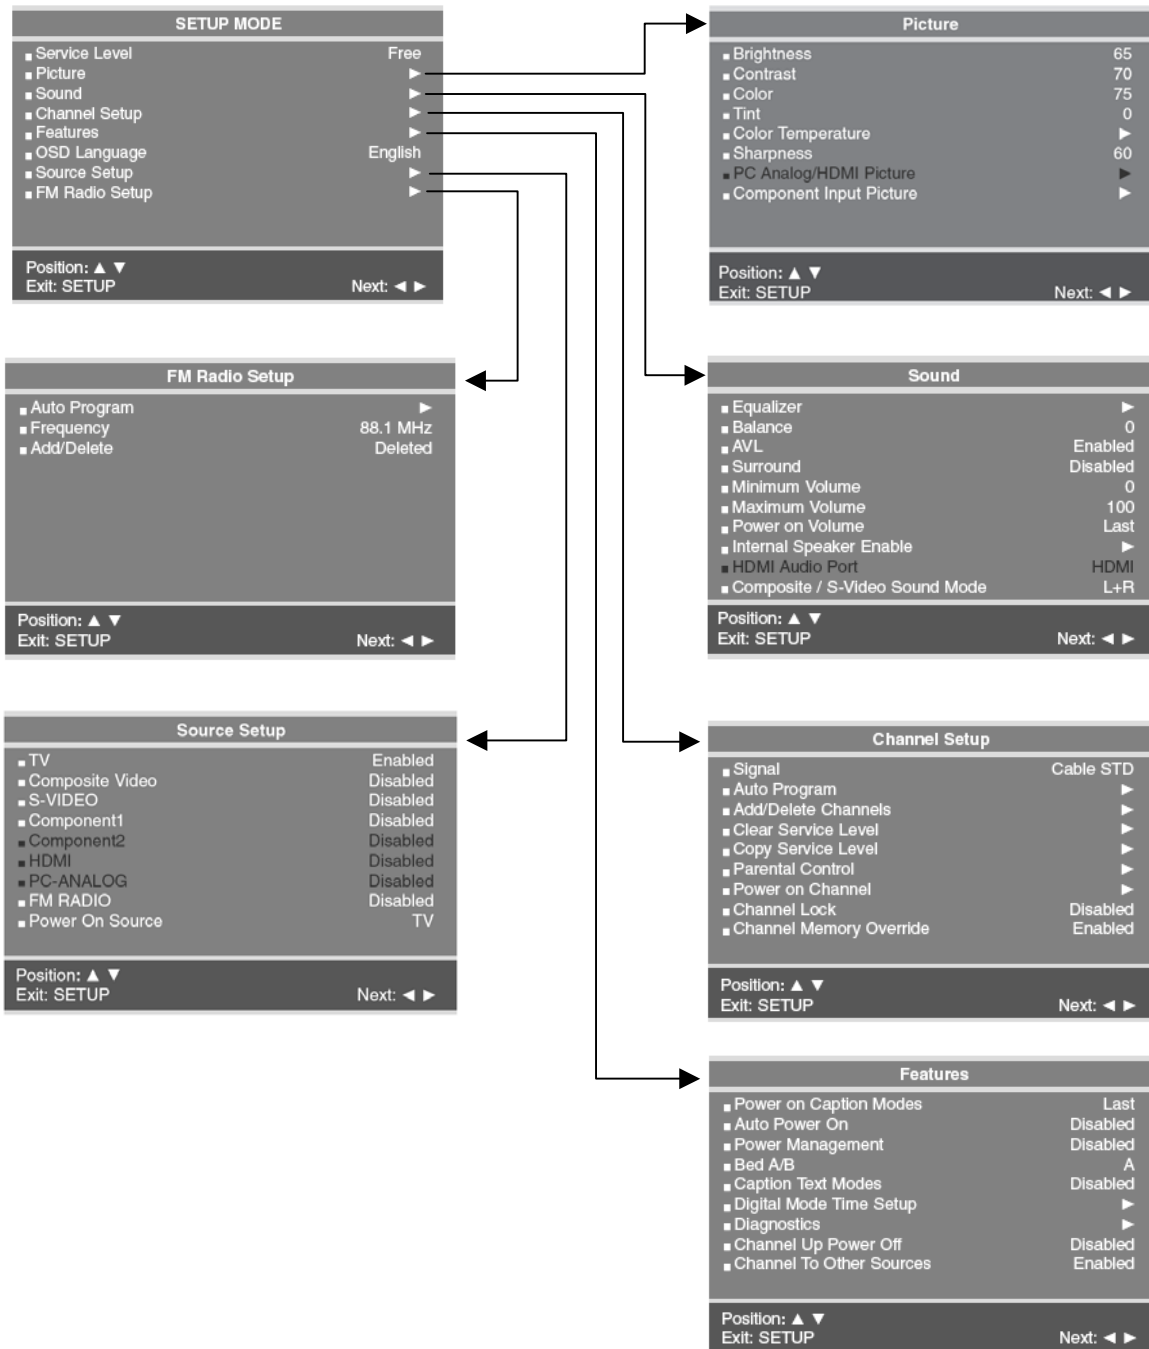 SETUP MODE
Service Level Free
Picture ►
Sound ►
Channel Setup ►
Features ►
OSD Language English
Source Setup ►
FM Radio Setup ►
Position: ▲ ▼
Exit: SETUP Next: ◄ ►
Picture
Brightness 65
Contrast 70
Color 75
Tint 0
Color Temperature ►
Sharpness 60
PC Analog/HDMI Picture ►
Component Input Picture ►
Position: ▲ ▼
Exit: SETUP Next: ◄ ►
FM Radio Setup
Auto Program ►
Frequency 88.1 MHz
Add/Delete Deleted
Position: ▲ ▼
Exit: SETUP Next: ◄ ►
Sound
Equalizer ►
Balance 0
AVL Enabled
Surround Disabled
Minimum Volume 0
Maximum Volume 100
Power on Volume Last
Internal Speaker Enable ►
HDMI Audio Port HDMI
Composite / S-Video Sound Mode L+R
Position: ▲ ▼
Exit: SETUP Next: ◄ ►
Source Setup
TV Enabled
Composite Video Disabled
S-VIDEO Disabled
Component1 Disabled
Component2 Disabled
HDMI Disabled
PC-ANALOG Disabled
FM RADIO Disabled
Power On Source TV
Position: ▲ ▼
Exit: SETUP Next: ◄ ►
Channel Setup
Signal Cable STD
Auto Program ►
Add/Delete Channels ►
Clear Service Level ►
Copy Service Level ►
Parental Control ►
Power on Channel ►
Channel Lock Disabled
Channel Memory Override Enabled
Position: ▲ ▼
Exit: SETUP Next: ◄ ►
Features
Power on Caption Modes Last
Auto Power On Disabled
Power Management Disabled
Bed A/B A
Caption Text Modes Disabled
Digital Mode Time Setup ►
Diagnostics ►
Channel Up Power Off Disabled
Channel To Other Sources Enabled
Position: ▲ ▼
Exit: SETUP Next: ◄ ►